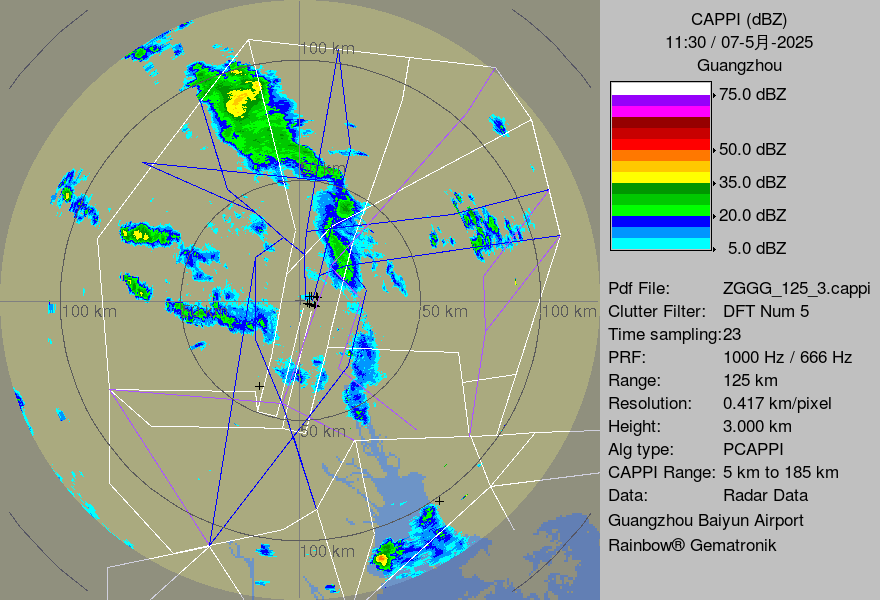 CAPPI (dBZ)
11:30 / 07-5月-2025
Guangzhou
75.0 dBZ
50.0 dBZ
35.0 dBZ
20.0 dBZ
5.0 dBZ
Pdf File: ZGGG_125_3.cappi
Clutter Filter: DFT Num 5
Time sampling:23
PRF: 1000 Hz / 666 Hz
Range: 125 km
Resolution: 0.417 km/pixel
Height: 3.000 km
Alg type: PCAPPI
CAPPI Range: 5 km to 185 km
Data: Radar Data
Guangzhou Baiyun Airport
Rainbow® Gematronik
100 km
km
100 km
50 km
100 km
50 km
100 km